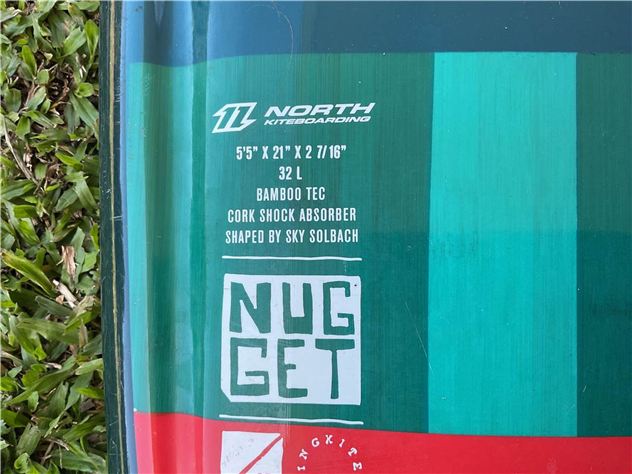 NORTH
KITEBOARDING
5'5" X 21" X 2 7/16"
32 L
BAMBOO TEC
CORK SHOCK ABSORBER
SHAPED BY SKY SOLBACH
NUG
GET